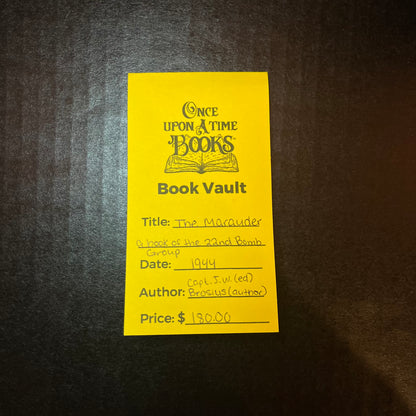 ONCE
UPON A TIME
BOOKS
Book Vault
Title: The Marauder
a book of the 22nd Bomb
Group
Date: 1944
Capt. J.W. (ed)
Author: Brosius (author)
Price: $ 180.00